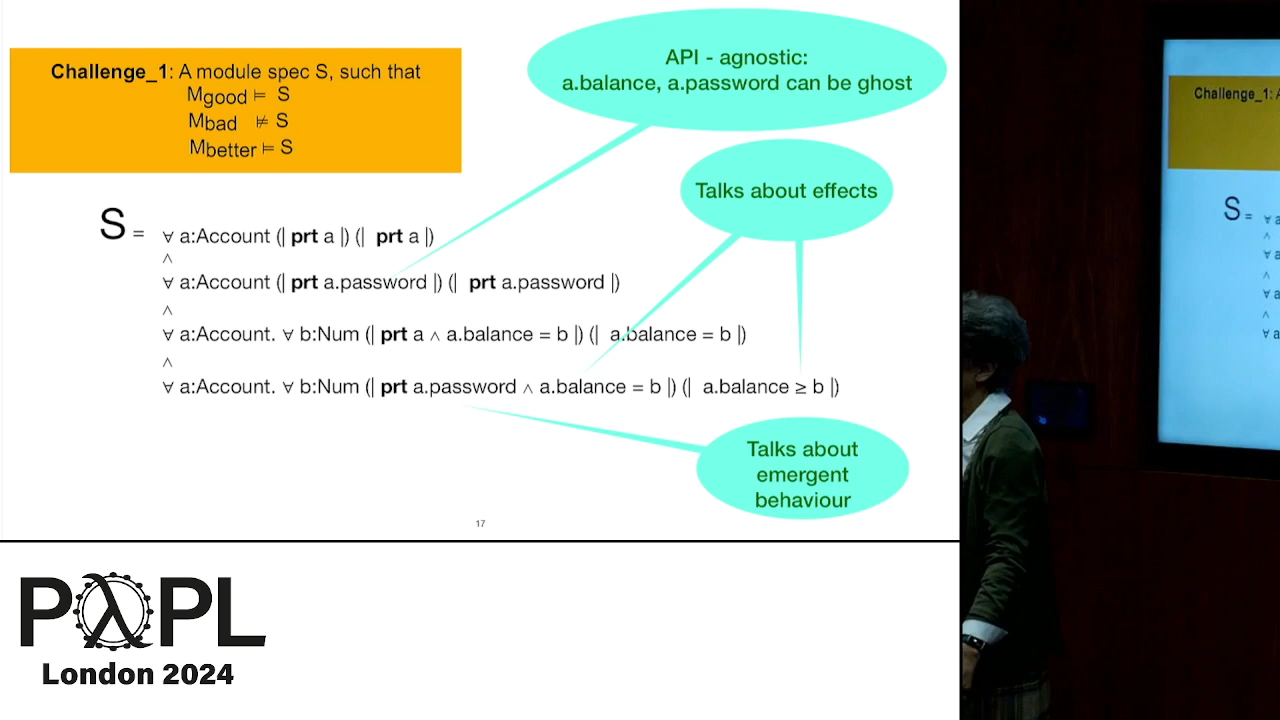 Challenge_1: A module spec S, such that
Mgood ⊨ S
Mbad ⊭ S
Mbetter ⊨ S
API - agnostic:
a.balance, a.password can be ghost
Talks about effects
S = ∀ a:Account (| prt a |) (| prt a |)
∧
∀ a:Account (| prt a.password |) (| prt a.password |)
∧
∀ a:Account. ∀ b:Num (| prt a ∧ a.balance = b |) (| a.balance = b |)
∧
∀ a:Account. ∀ b:Num (| prt a.password ∧ a.balance = b |) (| a.balance ≥ b |)
Talks about
emergent
behaviour
17
PλPL
London 2024
Challenge_1: A
S = ∀ a
∧
∀ a
∧
∀ a
∧
∀ a